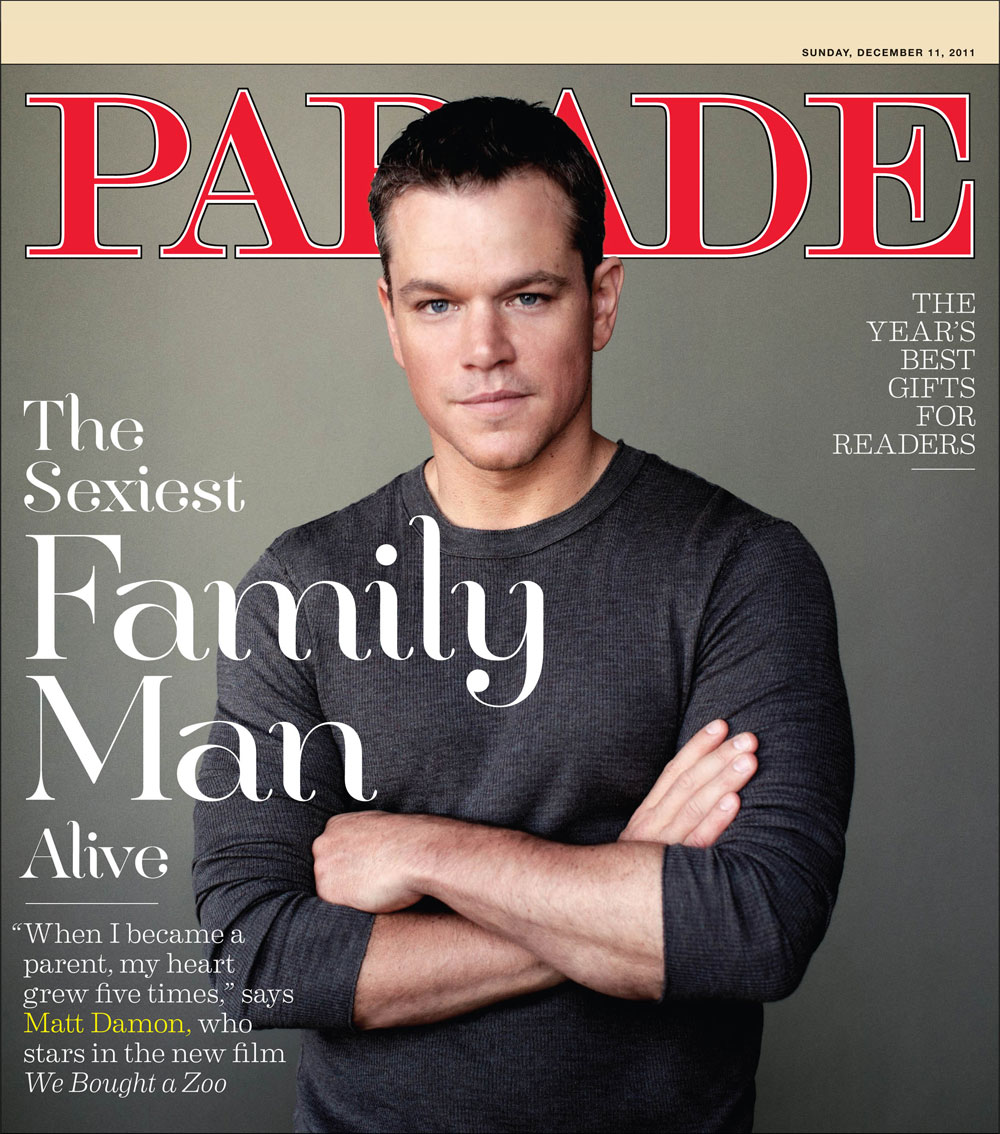 SUNDAY, DECEMBER 11, 2011
PARADE
THE
YEAR'S
BEST
GIFTS
FOR
READERS
The
Sexiest
Family
Man
Alive
“When I became a
parent, my heart
grew five times,” says
Matt Damon, who
stars in the new film
We Bought a Zoo